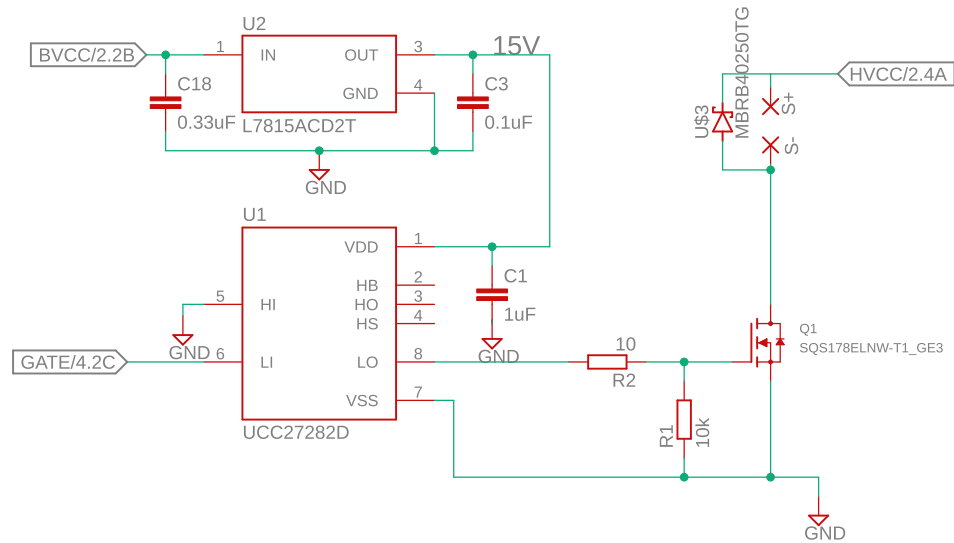 U2
BVCC/2.2B
1
IN
OUT
3
15V
GND
4
C18
0.33uF
L7815ACD2T
C3
0.1uF
GND
U$3
MBRB40250TG
S+
S-
HVCC/2.4A
U1
VDD
1
HB
2
HO
3
HS
4
5
HI
GND
GATE/4.2C
6
LI
LO
8
VSS
7
UCC27282D
C1
1uF
GND
10
R2
R1
10k
Q1
SQS178ELNW-T1_GE3
GND